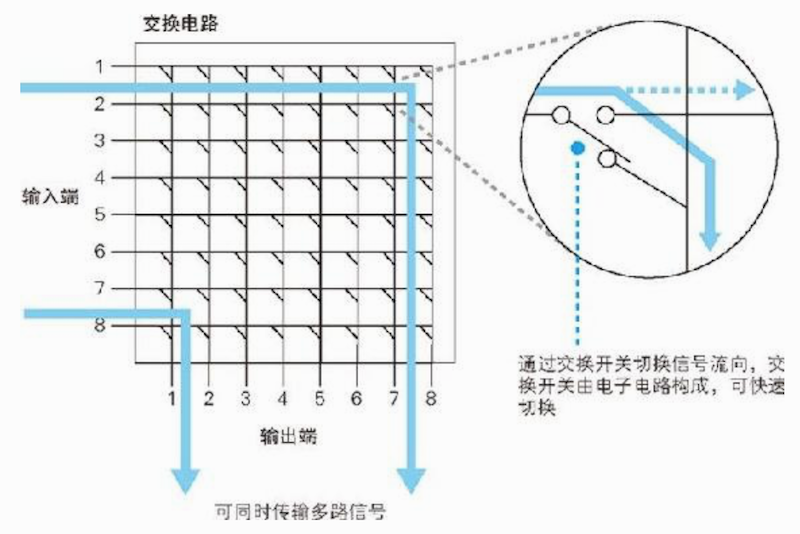 交换电路
1
2
3
4
输入端
5
6
7
8
1 2 3 4 5 6 7 8
输出端
可同时传输多路信号
通过交换开关切换信号流向，交
换开关由电子电路构成，可快速
切换